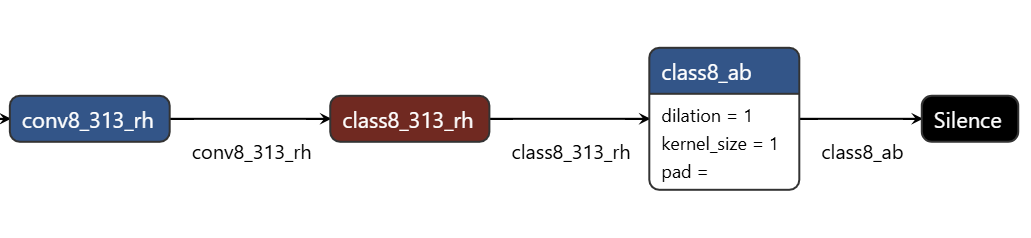 conv8_313_rh
conv8_313_rh
class8_313_rh
class8_313_rh
class8_ab
dilation = 1
kernel_size = 1
pad =
class8_ab
Silence